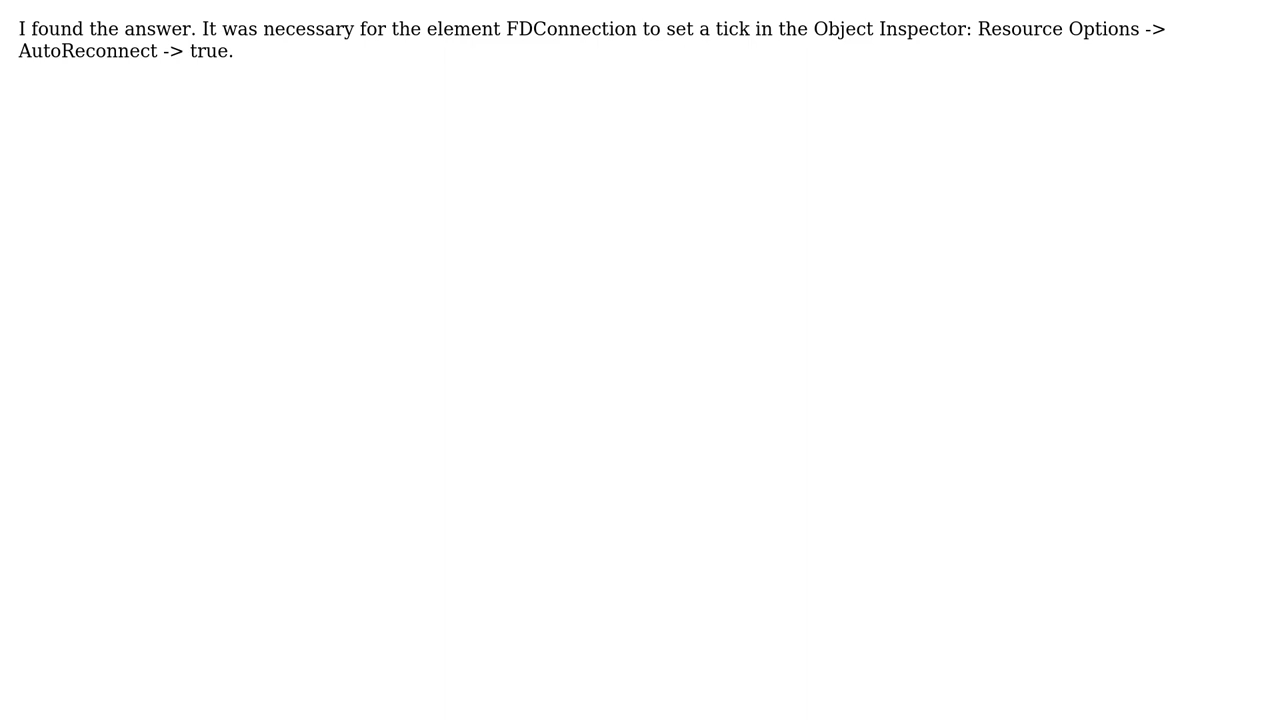 I found the answer. It was necessary for the element FDConnection to set a tick in the Object Inspector: Resource Options ->
AutoReconnect -> true.